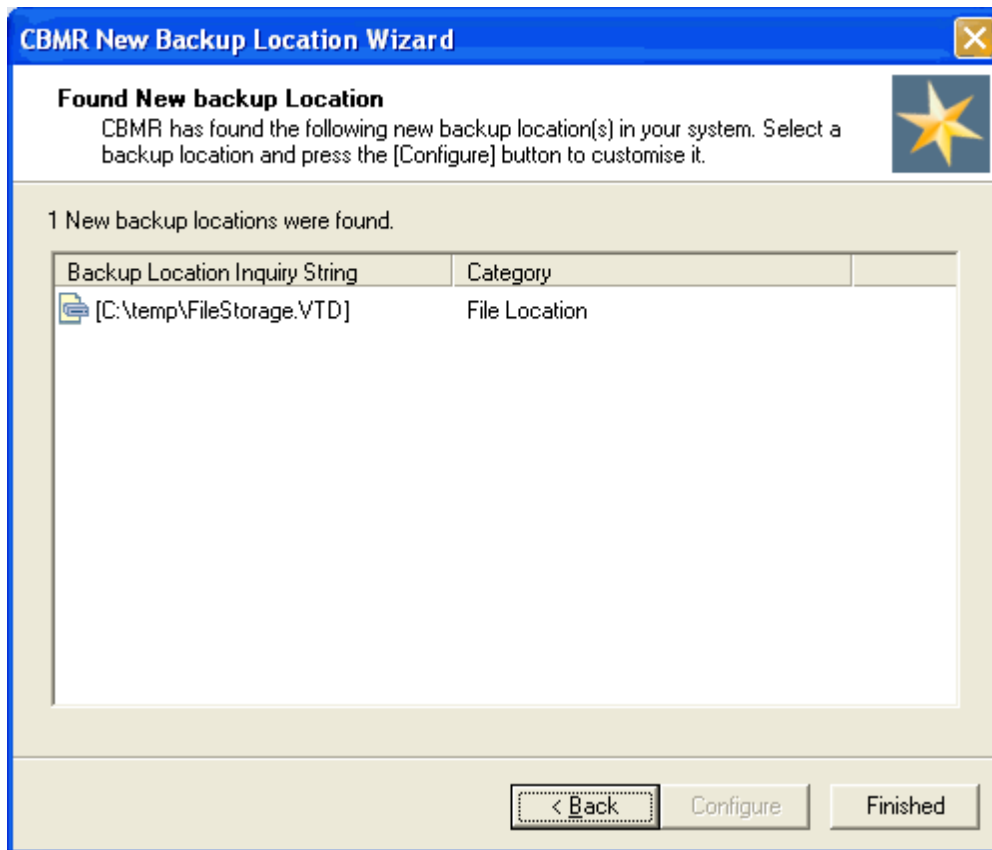 CBMR New Backup Location Wizard
Found New backup Location
CBMR has found the following new backup location(s) in your system. Select a
backup location and press the [Configure] button to customise it.
1 New backup locations were found.
Backup Location Inquiry String Category
[C:\temp\FileStorage.VTD] File Location
< Back Configure Finished